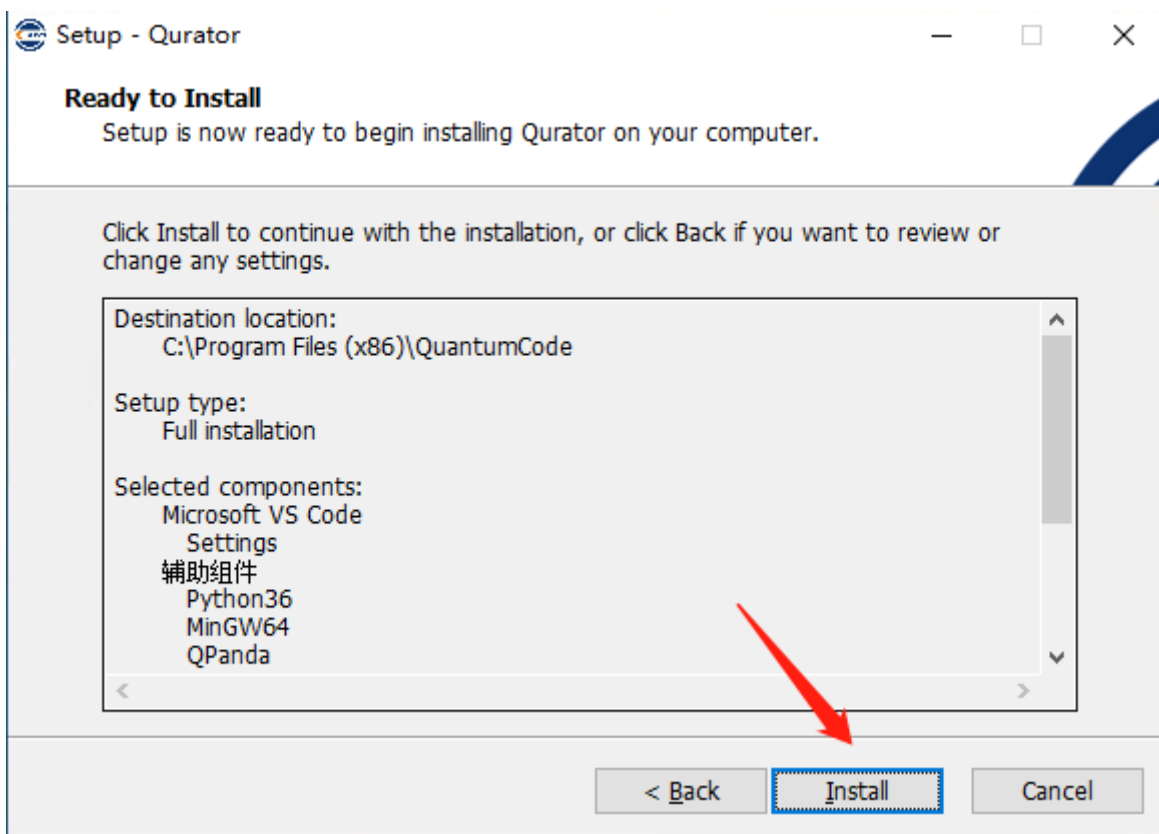 Setup - Qurator
Ready to Install
Setup is now ready to begin installing Qurator on your computer.
Click Install to continue with the installation, or click Back if you want to review or
change any settings.
Destination location:
C:\Program Files (x86)\QuantumCode
Setup type:
Full installation
Selected components:
Microsoft VS Code
Settings
辅助组件
Python36
MinGW64
QPanda
< Back
Install
Cancel